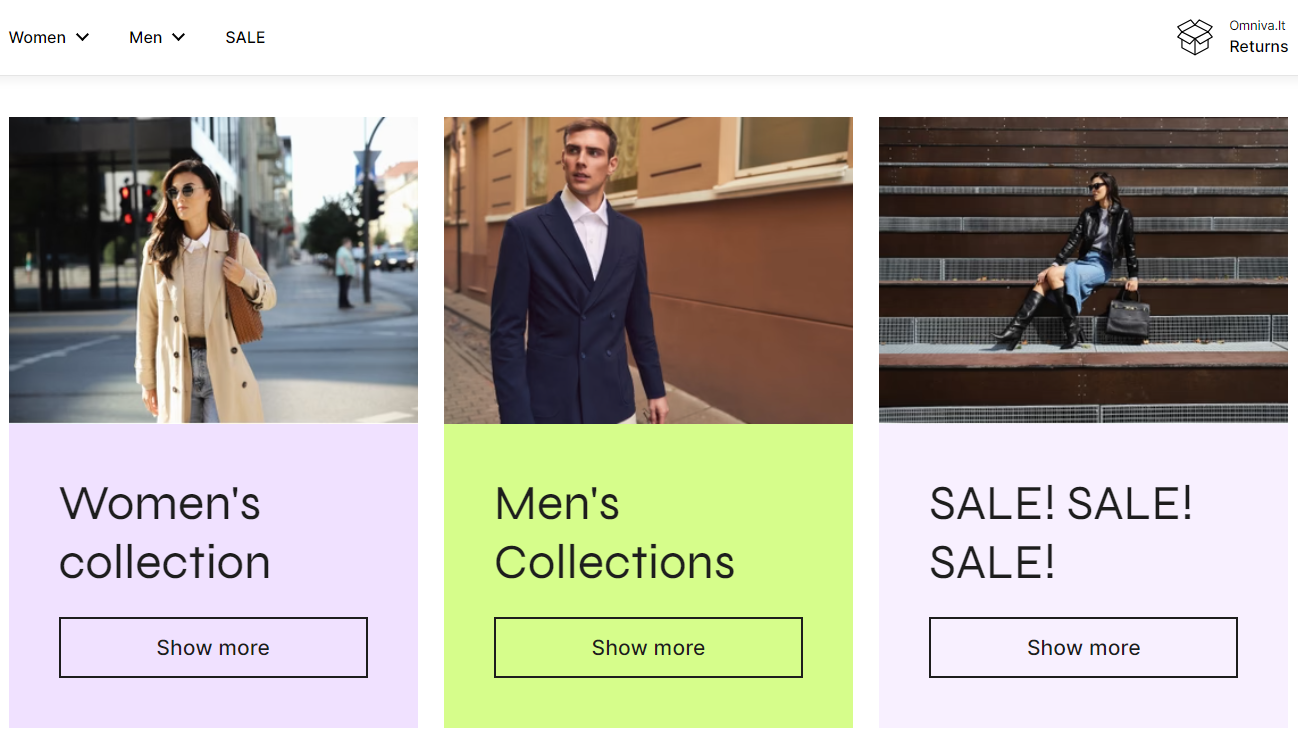 Women
Men
SALE
Omniva.lt
Returns
Women's
collection
Show more
Men's
Collections
Show more
SALE! SALE!
SALE!
Show more